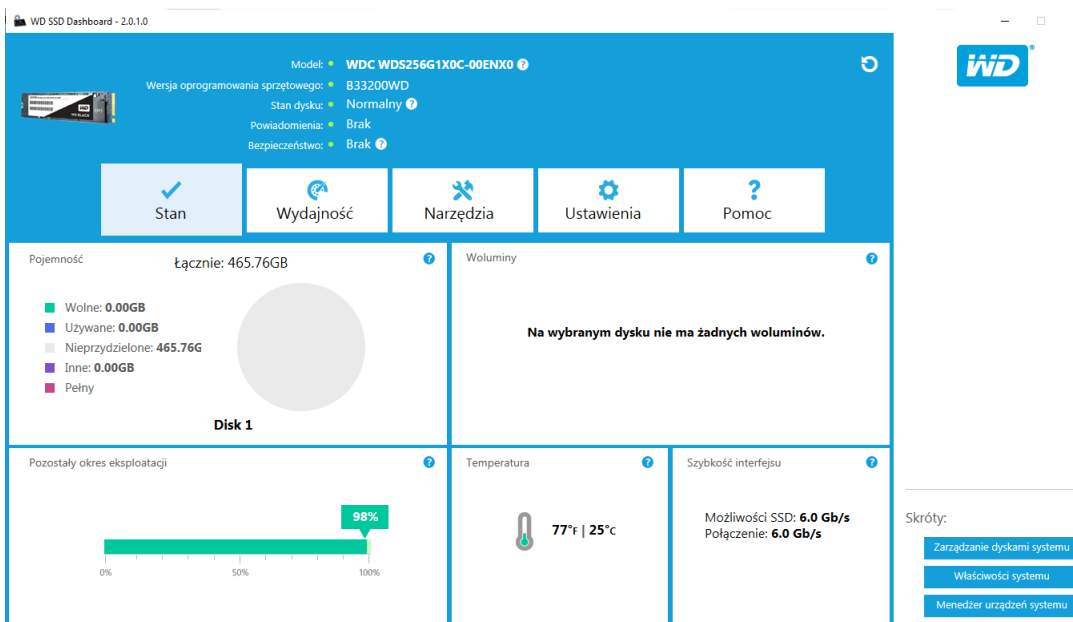 WD SSD Dashboard - 2.0.1.0
WD
Model: WDC WDS256G1X0C-00ENX0 ?
Wersja oprogramowania sprzętowego: B33200WD
Stan dysku: Normalny ?
Powiadomienia: Brak
Bezpieczeństwo: Brak ?
WD BLACK
Stan
Wydajność
Narzędzia
Ustawienia
?
Pomoc
Pojemność ?
Łącznie: 465.76GB
Wolne: 0.00GB
Używane: 0.00GB
Nieprzydzielone: 465.76G
Inne: 0.00GB
Pełny
Disk 1
Woluminy ?
Na wybranym dysku nie ma żadnych woluminów.
Pozostały okres eksploatacji ?
98%
0% 50% 100%
Temperatura ?
77°F | 25°C
Szybkość interfejsu ?
Możliwości SSD: 6.0 Gb/s
Połączenie: 6.0 Gb/s
Skróty:
Zarządzanie dyskami systemu
Właściwości systemu
Menedżer urządzeń systemu